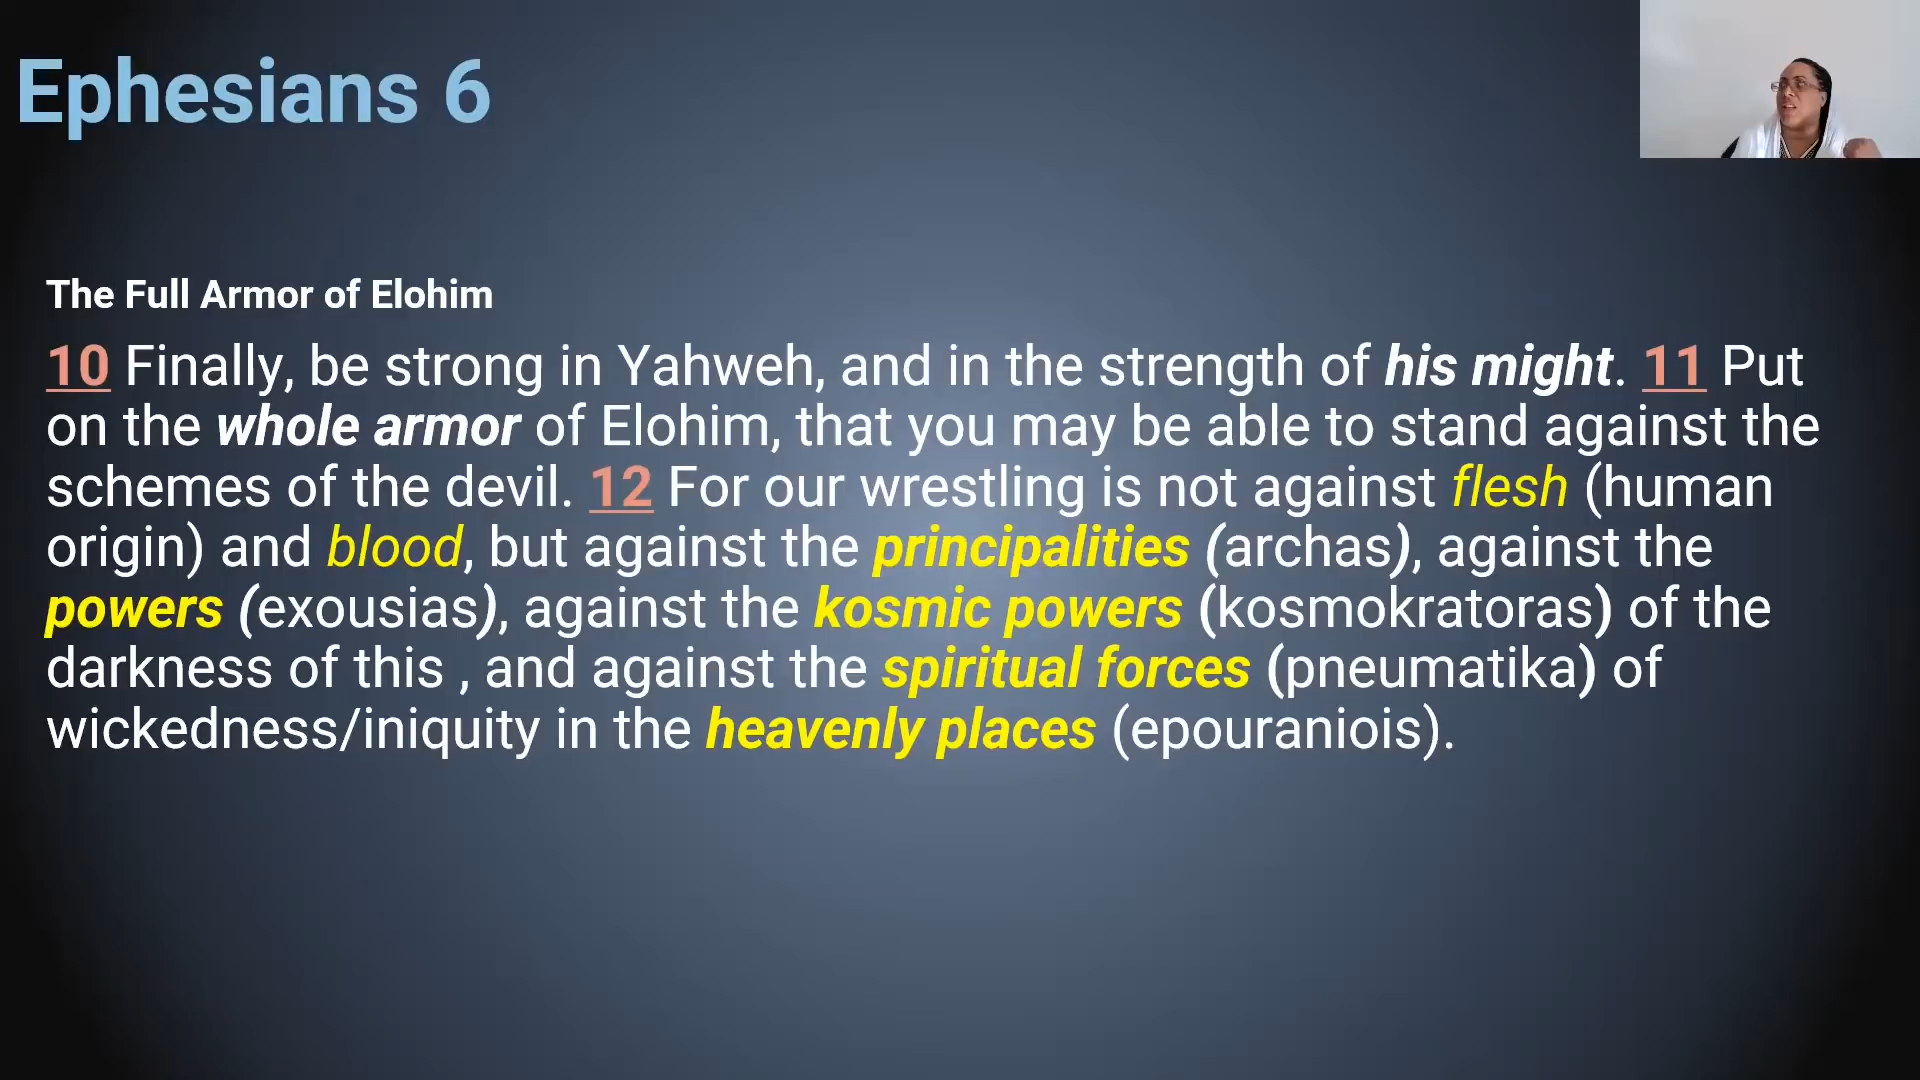 Ephesians 6
The Full Armor of Elohim
10 Finally, be strong in Yahweh, and in the strength of his might. 11 Put
on the whole armor of Elohim, that you may be able to stand against the
schemes of the devil. 12 For our wrestling is not against flesh (human
origin) and blood, but against the principalities (archas), against the
powers (exousias), against the kosmic powers (kosmokratoras) of the
darkness of this , and against the spiritual forces (pneumatika) of
wickedness/iniquity in the heavenly places (epouraniois).